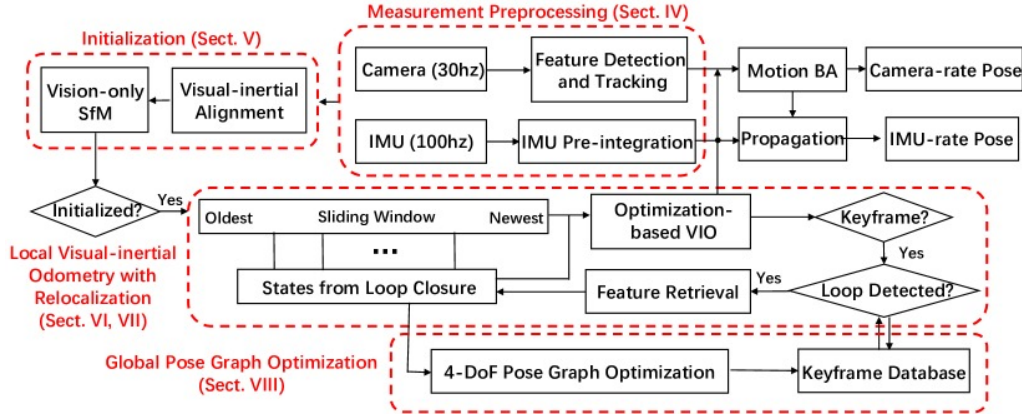 Measurement Preprocessing (Sect. IV)
Initialization (Sect. V)
Camera (30hz)
Feature Detection
and Tracking
Motion BA
Camera-rate Pose
Vision-only
SfM
Visual-inertial
Alignment
IMU (100hz)
IMU Pre-integration
Propagation
IMU-rate Pose
Initialized?
Yes
Oldest
Sliding Window
Newest
Optimization-
based VIO
Keyframe?
Local Visual-inertial
Odometry with
Relocalization
(Sect. VI, VII)
...
Yes
States from Loop Closure
Feature Retrieval
Yes
Loop Detected?
Global Pose Graph Optimization
(Sect. VIII)
4-DoF Pose Graph Optimization
Keyframe Database